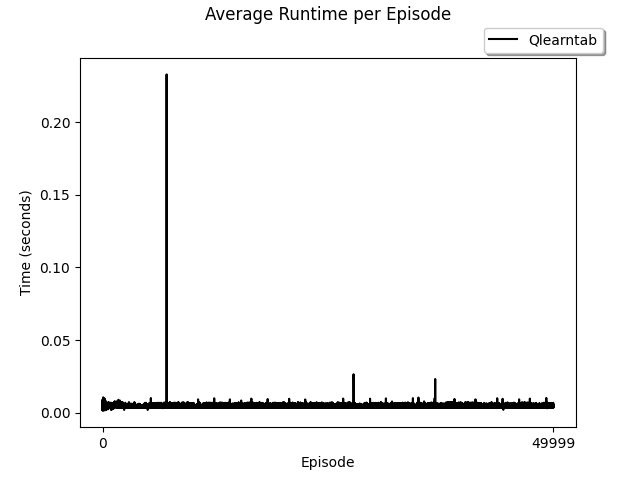 Average Runtime per Episode
Qlearntab
0.20
0.15
0.10
0.05
0.00
Time (seconds)
0 49999
Episode